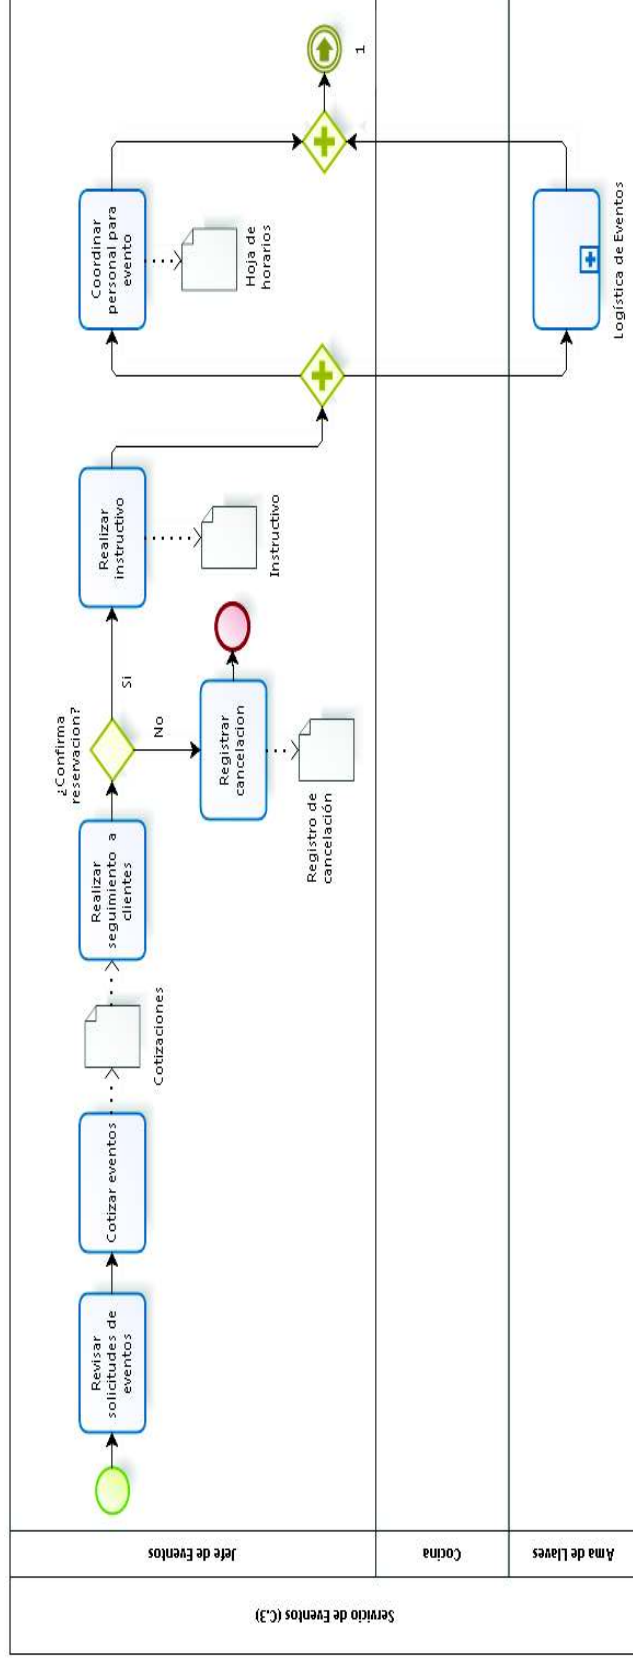 Servicio de Eventos (C.3)
Jefe de Eventos
Cocina
Ama de Llaves
Revisar
solicitudes de
eventos
Cotizar eventos
Cotizaciones
Realizar
seguimiento a
clientes
¿Confirma
reservacion?
Si
No
Registrar
cancelacion
Registro de
cancelación
Realizar
instructivo
Instructivo
Coordinar
personal para
evento
Hoja de
horarios
Logística de Eventos
1